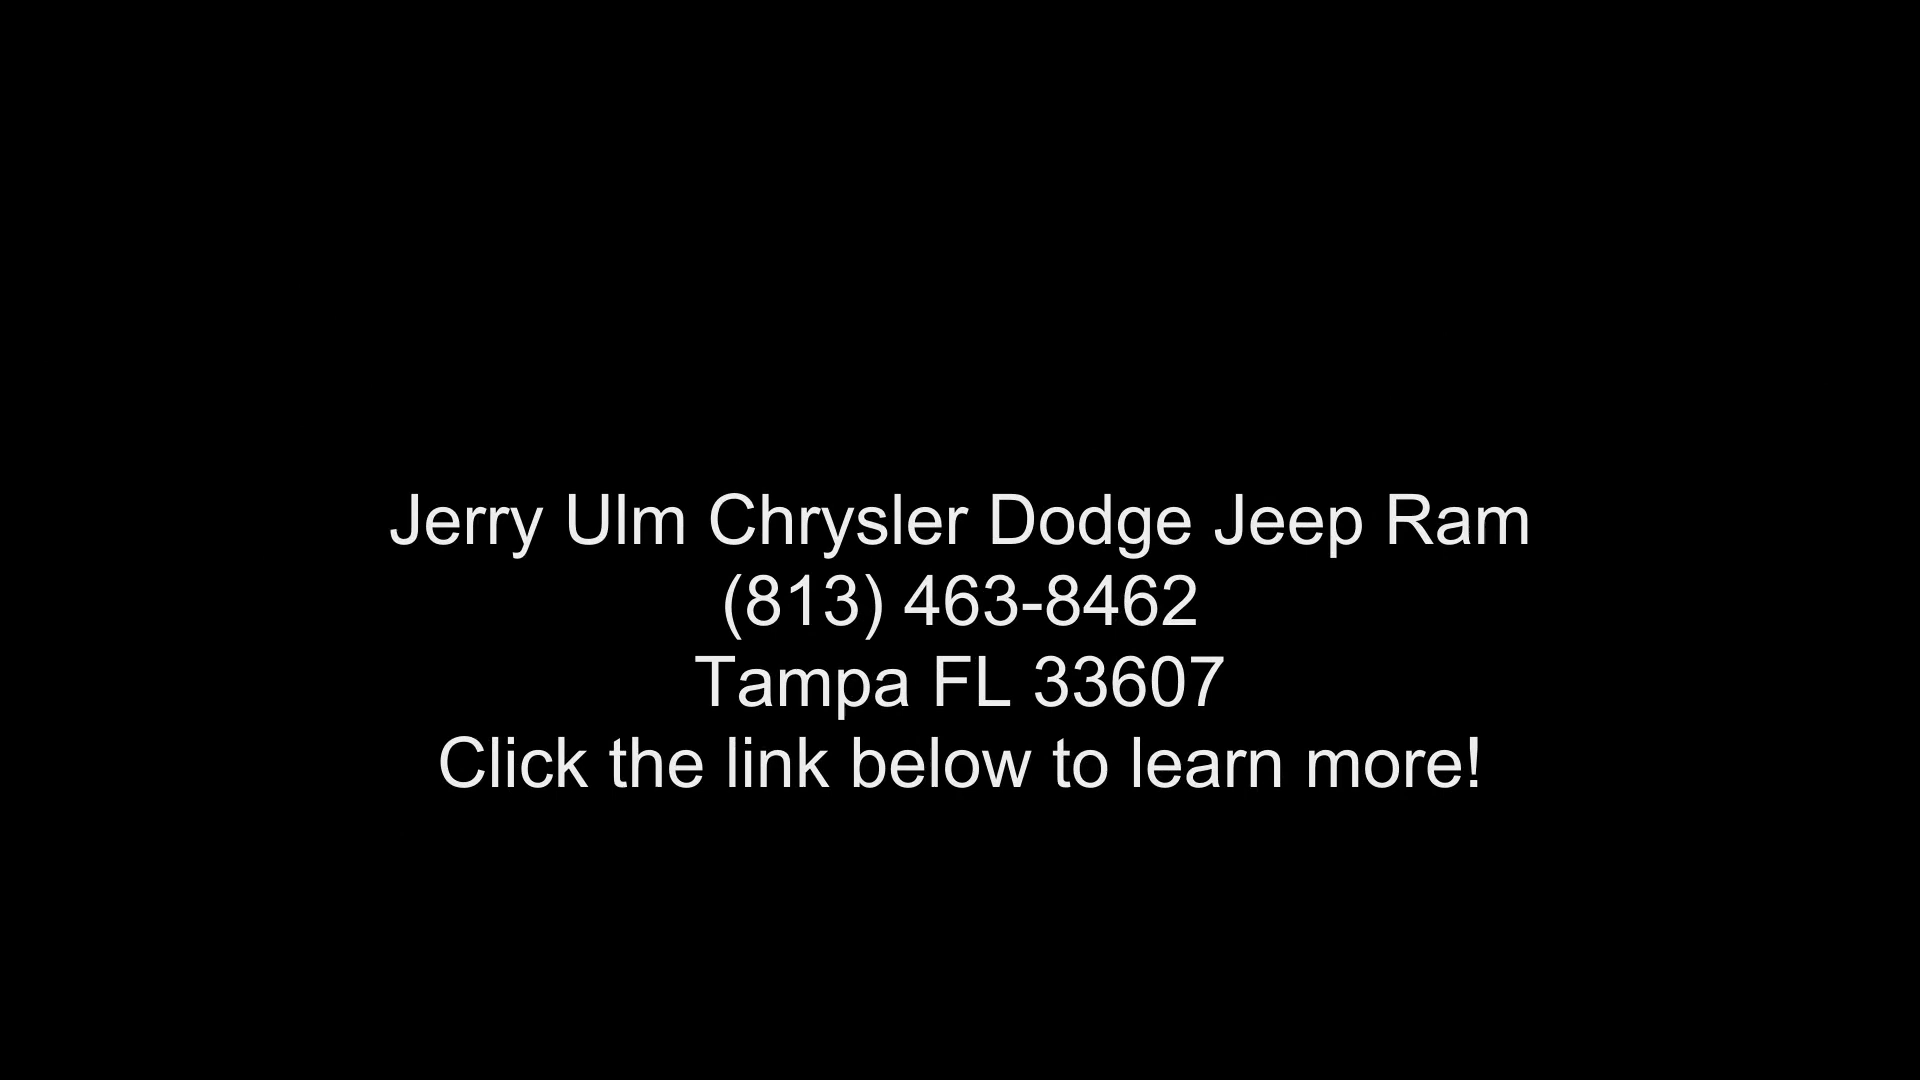 Jerry Ulm Chrysler Dodge Jeep Ram
(813) 463-8462
Tampa FL 33607
Click the link below to learn more!